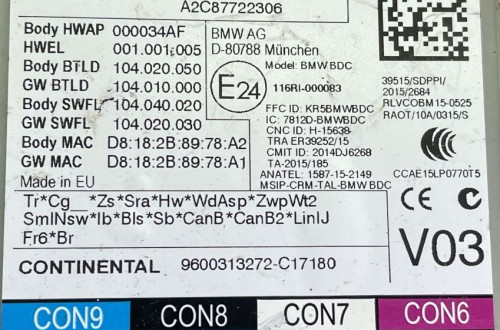 A2C87722306
Body HWAP 000034AF
HWEL 001.001.005
Body BTLD 104.020.050
GW BTLD 104.010.000
Body SWFL 104.040.020
GW SWFL 104.020.030
Body MAC D8:18:2B:89:78:A2
GW MAC D8:18:2B:89:78:A1
Made in EU
BMW AG
D-80788 München
Model: BMW BDC
E24
116RI-000083
FFC ID: KR5BMWBDC
IC: 7812D-BMWBDC
CNC ID: H-15638
TRA ER39252/15
CMIT ID: 2014DJ6268
TA-2015/185
ANATEL: 1587-15-2149
MSIP-CRM-TAL-BMW BDC
39515/SDPPI/
2015/2684
RLVCOBM15-0525
RAOT/10A/0315/S
CCAE15LP0770T5
CE
Tr*Cg__*Zs*Sra*Hw*WdAsp*ZwpWt2
SmlNsw*Ib*Bls*Sb*CanB*CanB2*LinIJ
Fr6*Br
V03
CONTINENTAL 9600313272-C17180
CON9 CON8 CON7 CON6